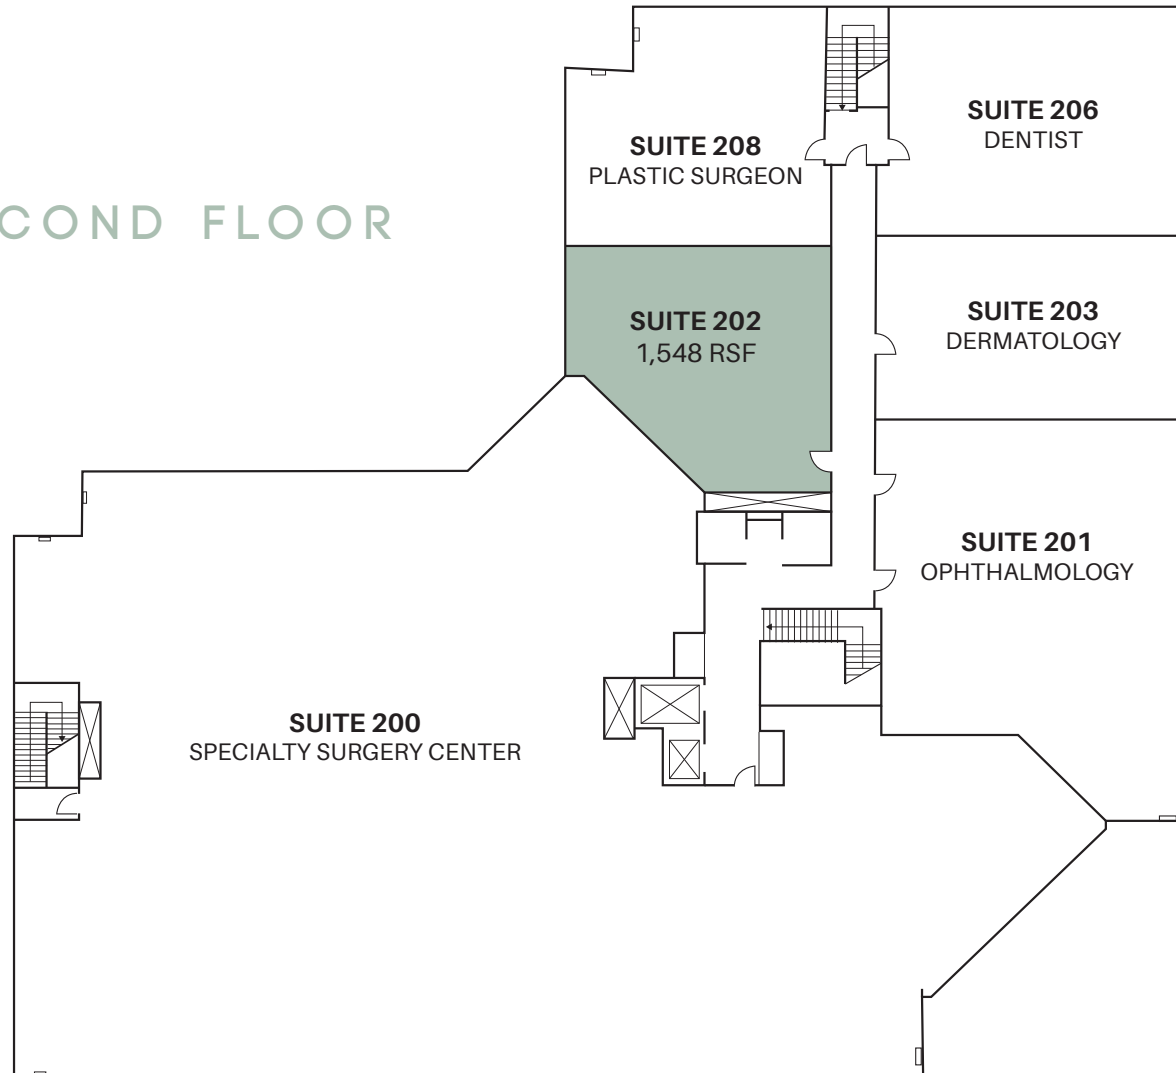 COND FLOOR
SUITE 206
DENTIST
SUITE 208
PLASTIC SURGEON
SUITE 202
1,548 RSF
SUITE 203
DERMATOLOGY
SUITE 201
OPHTHALMOLOGY
SUITE 200
SPECIALTY SURGERY CENTER